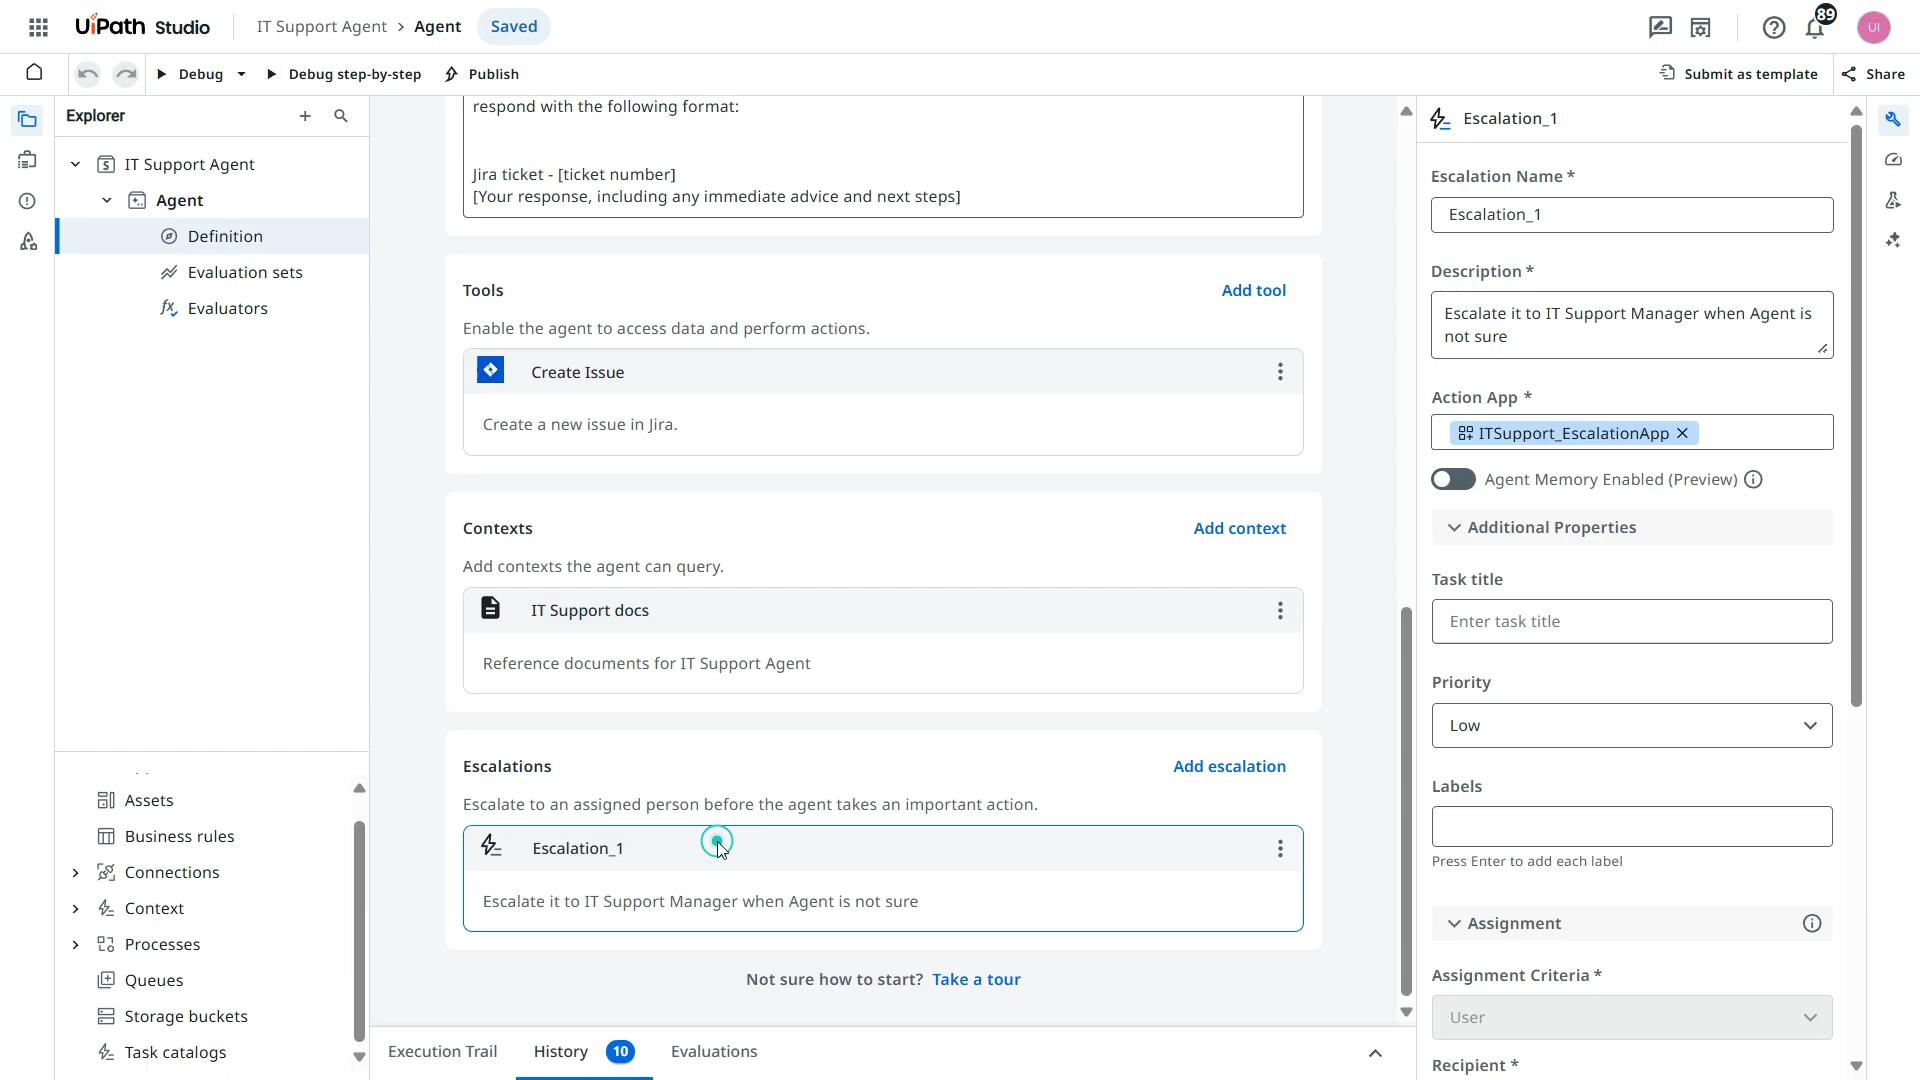 UiPath Studio
IT Support Agent > Agent
Saved
89
UI
Debug
Debug step-by-step
Publish
Submit as template
Share
Explorer
IT Support Agent
Agent
Definition
Evaluation sets
Evaluators
Assets
Business rules
Connections
Context
Processes
Queues
Storage buckets
Task catalogs
respond with the following format:
Jira ticket - [ticket number]
[Your response, including any immediate advice and next steps]
Tools
Add tool
Enable the agent to access data and perform actions.
Create Issue
Create a new issue in Jira.
Contexts
Add context
Add contexts the agent can query.
IT Support docs
Reference documents for IT Support Agent
Escalations
Add escalation
Escalate to an assigned person before the agent takes an important action.
Escalation_1
Escalate it to IT Support Manager when Agent is not sure
Not sure how to start? Take a tour
Execution Trail
History 10
Evaluations
Escalation_1
Escalation Name *
Escalation_1
Description *
Escalate it to IT Support Manager when Agent is
not sure
Action App *
ITSupport_EscalationApp
Agent Memory Enabled (Preview)
Additional Properties
Task title
Enter task title
Priority
Low
Labels
Press Enter to add each label
Assignment
Assignment Criteria *
User
Recipient *